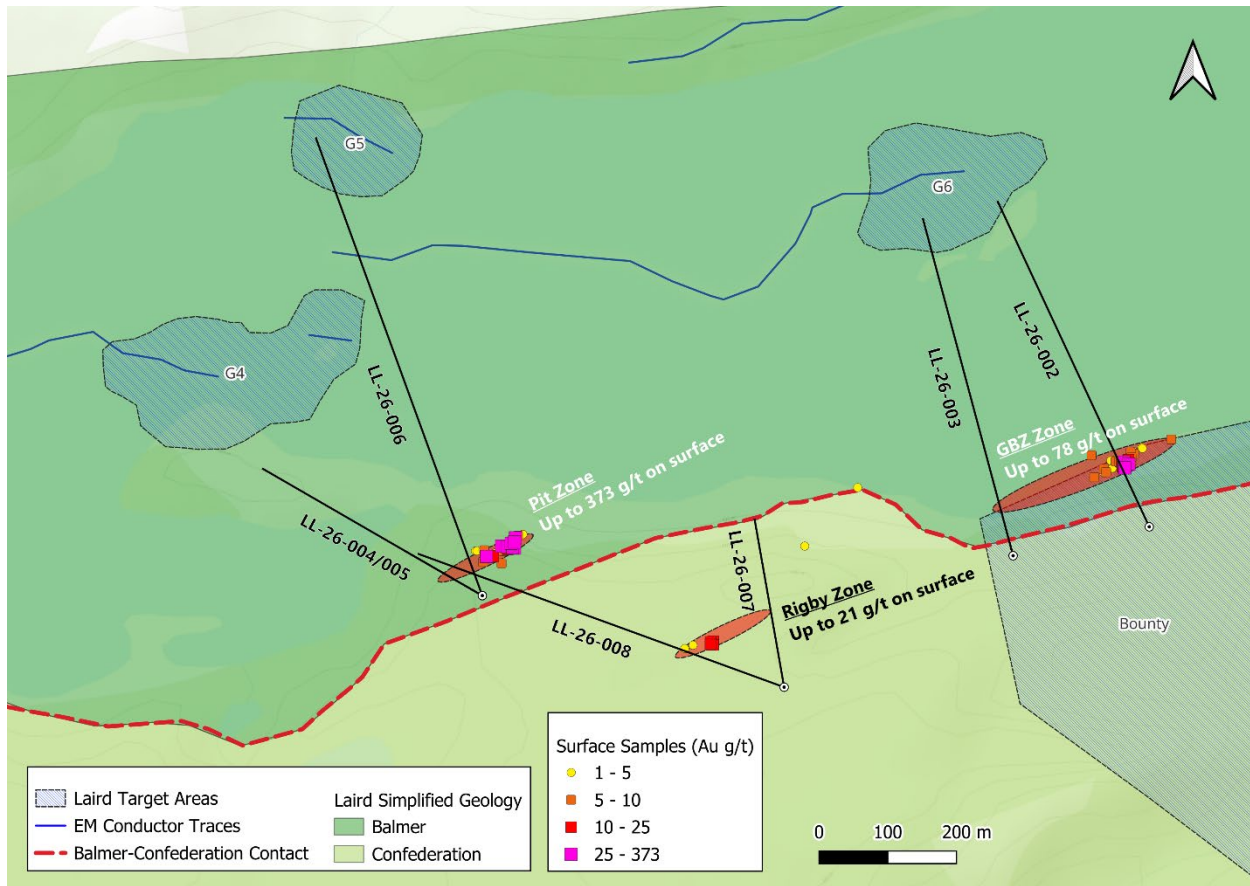 G5
G6
G4
LL-26-006
LL-26-003
LL-26-002
GBZ Zone
Up to 78 g/t on surface
Pit Zone
Up to 373 g/t on surface
LL-26-004/005
LL-26-007
LL-26-008
Rigby Zone
Up to 21 g/t on surface
Bounty
Laird Target Areas
EM Conductor Traces
Balmer-Confederation Contact
Laird Simplified Geology
Balmer
Confederation
Surface Samples (Au g/t)
1 - 5
5 - 10
10 - 25
25 - 373
0 100 200 m